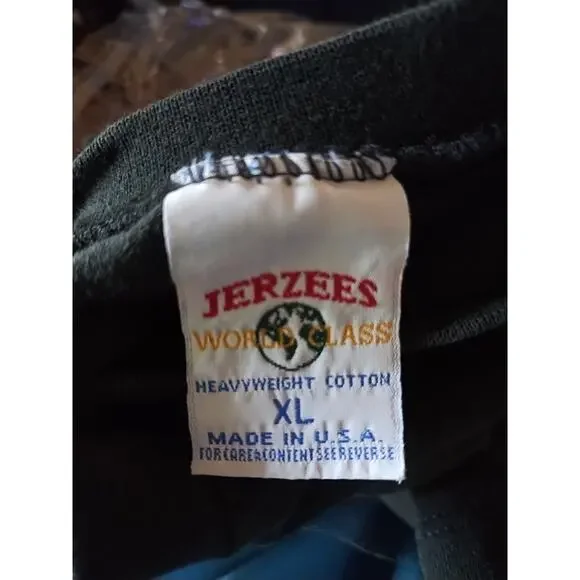 JERZEES
WORLD CLASS
HEAVYWEIGHT COTTON
XL
MADE IN U.S.A.
FOR CARE & CONTENT SEE REVERSE